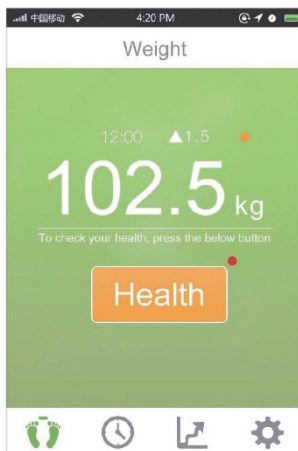 中国移动 4:20 PM
Weight
12:00 ▲1.5
102.5 kg
To check your health, press the below button
Health